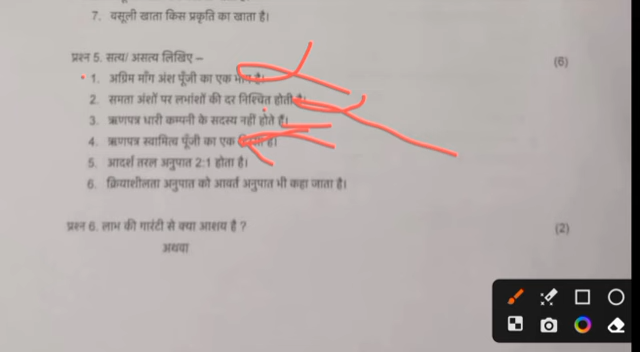 7. वसूली खाता किस प्रकृति का खाता है।
प्रश्न 5. सत्य/ असत्य लिखिए – (6)
1. अग्रिम माँग अंश पूँजी का एक है।
2. समता अंशों पर लभांशों की दर निश्चित होती है।
3. ऋणपत्र धारी कम्पनी के सदस्य नहीं होते हैं।
4. ऋणपत्र स्वामित्व पूँजी का एक है।
5. आदर्श तरल अनुपात 2:1 होता है।
6. क्रियाशीलता अनुपात को आवर्त अनुपात भी कहा जाता है।
प्रश्न 6. लाभ की गारंटी से क्या आशय है ? (2)
अथवा